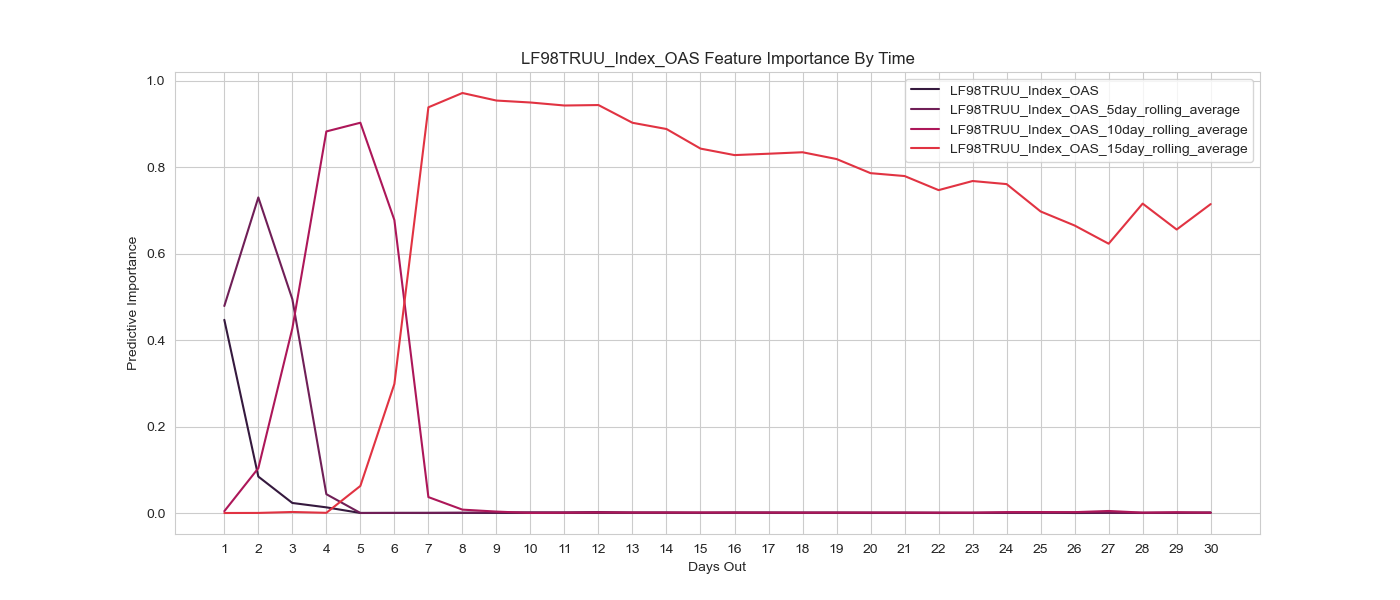 LF98TRUU_Index_OAS Feature Importance By Time
1.0
0.8
0.6
0.4
0.2
0.0
Predictive Importance
LF98TRUU_Index_OAS
LF98TRUU_Index_OAS_5day_rolling_average
LF98TRUU_Index_OAS_10day_rolling_average
LF98TRUU_Index_OAS_15day_rolling_average
1 2 3 4 5 6 7 8 9 10 11 12 13 14 15 16 17 18 19 20 21 22 23 24 25 26 27 28 29 30
Days Out